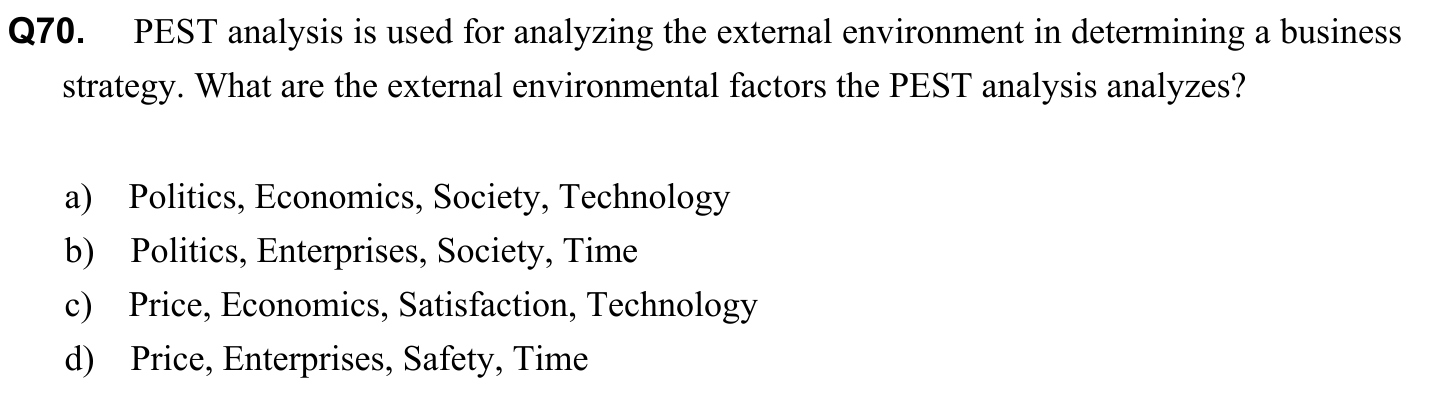 Q70. PEST analysis is used for analyzing the external environment in determining a business
strategy. What are the external environmental factors the PEST analysis analyzes?
a) Politics, Economics, Society, Technology
b) Politics, Enterprises, Society, Time
c) Price, Economics, Satisfaction, Technology
d) Price, Enterprises, Safety, Time